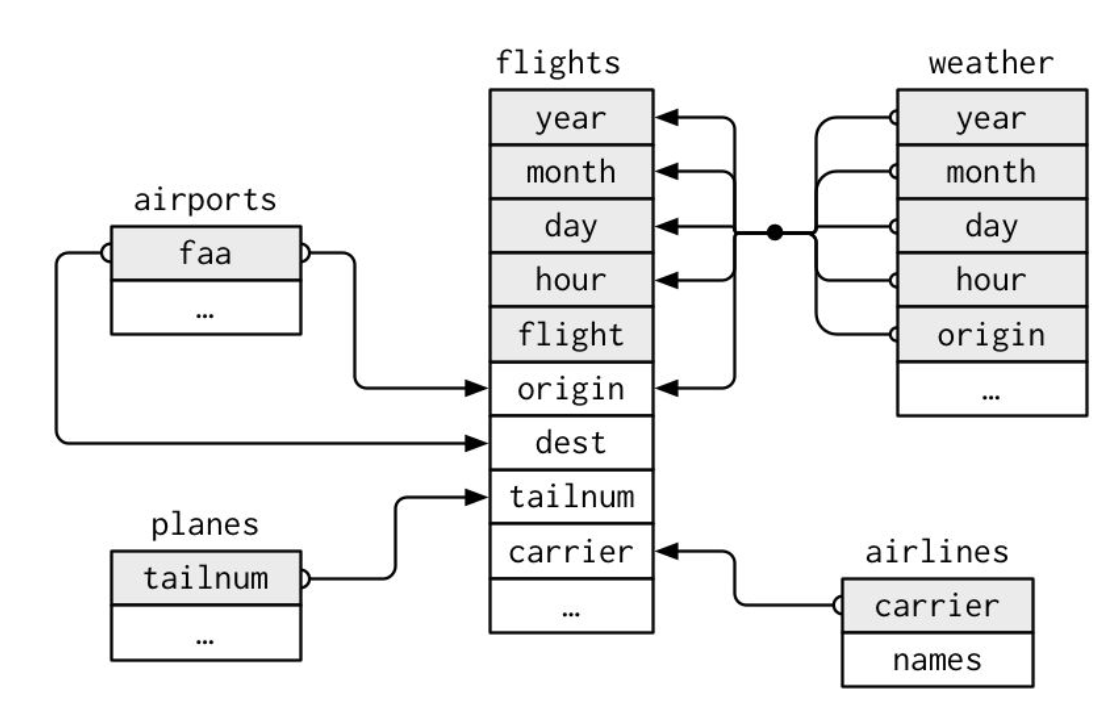 flights
year
month
day
hour
flight
origin
dest
tailnum
carrier
…
weather
year
month
day
hour
origin
…
airports
faa
…
planes
tailnum
…
airlines
carrier
names